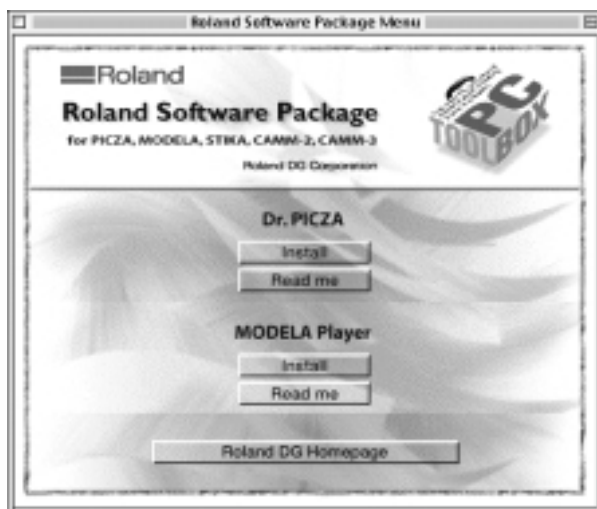 Roland Software Package Menu
Roland
Roland Software Package
for PICZA, MODELA, STIKA, CAMM-2, CAMM-3
Roland DG Corporation
PC
TOOLBOX
Dr. PICZA
Install
Read me
MODELA Player
Install
Read me
Roland DG Homepage